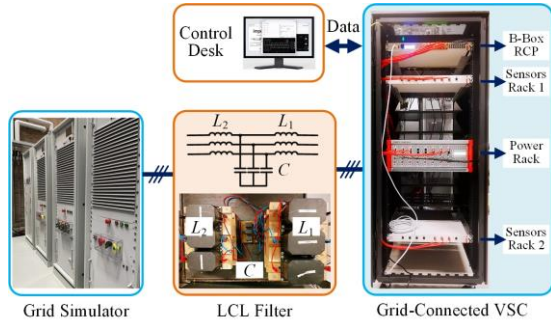 Control
Desk
Data
B-Box
RCP
Sensors
Rack 1
L₂
L₁
C
Power
Rack
L₂
L₁
C
Sensors
Rack 2
Grid Simulator
LCL Filter
Grid-Connected VSC